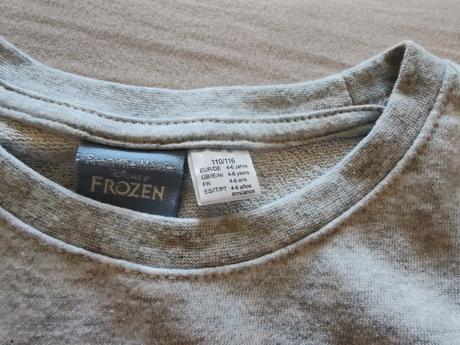 DISNEY
FROZEN
110/116
EUR/DE 4-6 Jahre
GB/IE/NI 4-6 years
FR 4-6 ans
ES/IT/PT 4-6 años
anni/anos